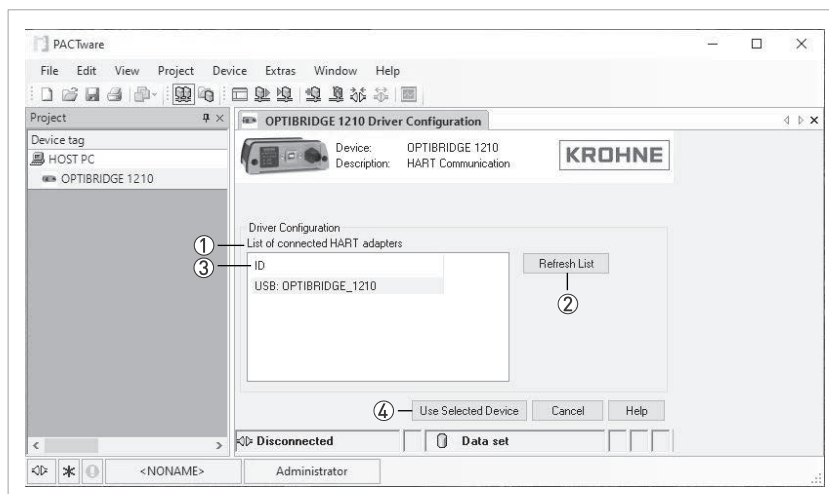 PACTware
File Edit View Project Device Extras Window Help
Project
Device tag
HOST PC
OPTIBRIDGE 1210
OPTIBRIDGE 1210 Driver Configuration
Device: OPTIBRIDGE 1210
Description: HART Communication
KROHNE
Driver Configuration
① List of connected HART adapters
③ ID
USB: OPTIBRIDGE_1210
Refresh List
②
④ Use Selected Device Cancel Help
Disconnected Data set
<NONAME> Administrator